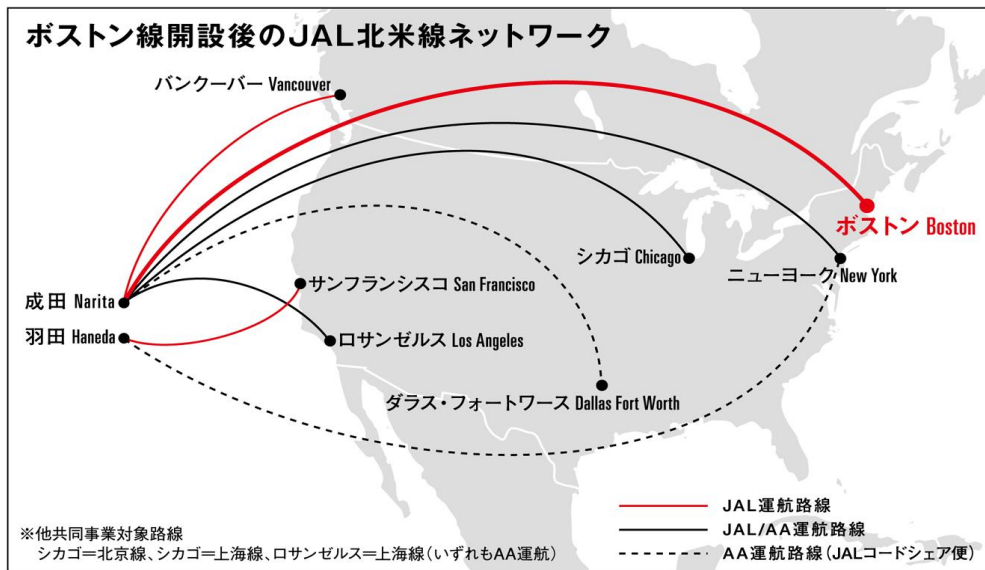 ボストン線開設後のJAL北米線ネットワーク
バンクーバー Vancouver
ボストン Boston
シカゴ Chicago
ニューヨーク New York
成田 Narita
サンフランシスコ San Francisco
羽田 Haneda
ロサンゼルス Los Angeles
ダラス・フォートワース Dallas Fort Worth
JAL運航路線
JAL/AA運航路線
AA運航路線(JALコードシェア便)
※他共同事業対象路線
シカゴ=北京線、シカゴ=上海線、ロサンゼルス=上海線(いずれもAA運航)